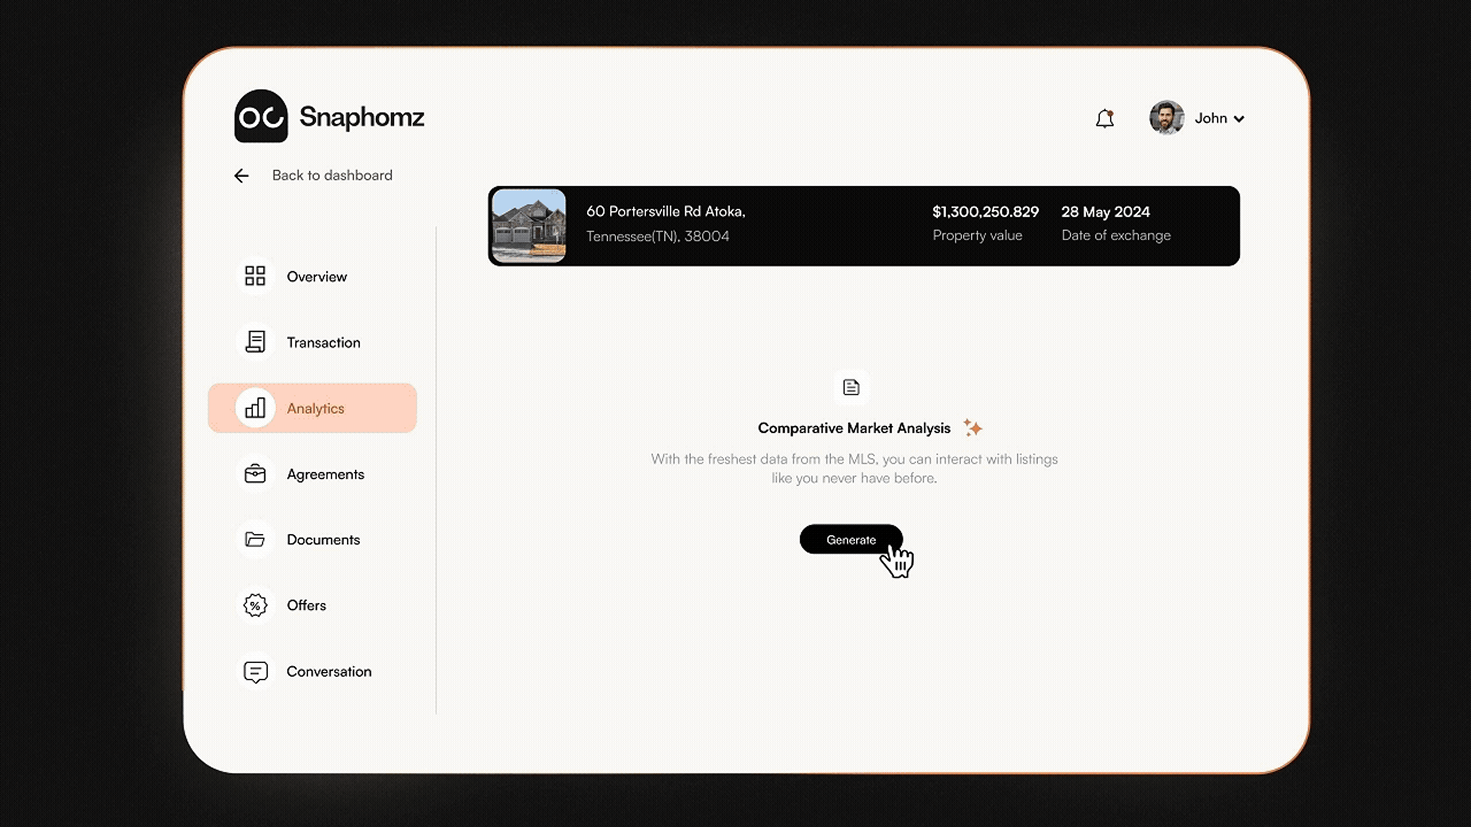 Snaphomz
John
Back to dashboard
60 Portersville Rd Atoka,
Tennessee(TN), 38004
$1,300,250.829
Property value
28 May 2024
Date of exchange
Overview
Transaction
Analytics
Agreements
Documents
Offers
Conversation
Comparative Market Analysis
With the freshest data from the MLS, you can interact with listings
like you never have before.
Generate